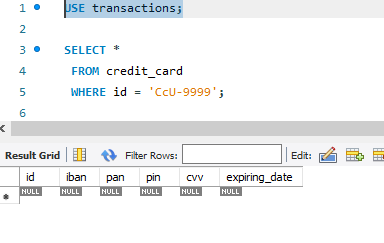 1 USE transactions;
2
3 SELECT *
4 FROM credit_card
5 WHERE id = 'CcU-9999';
6
Result Grid Filter Rows: Edit:
id iban pan pin cvv expiring_date
* NULL NULL NULL NULL NULL NULL